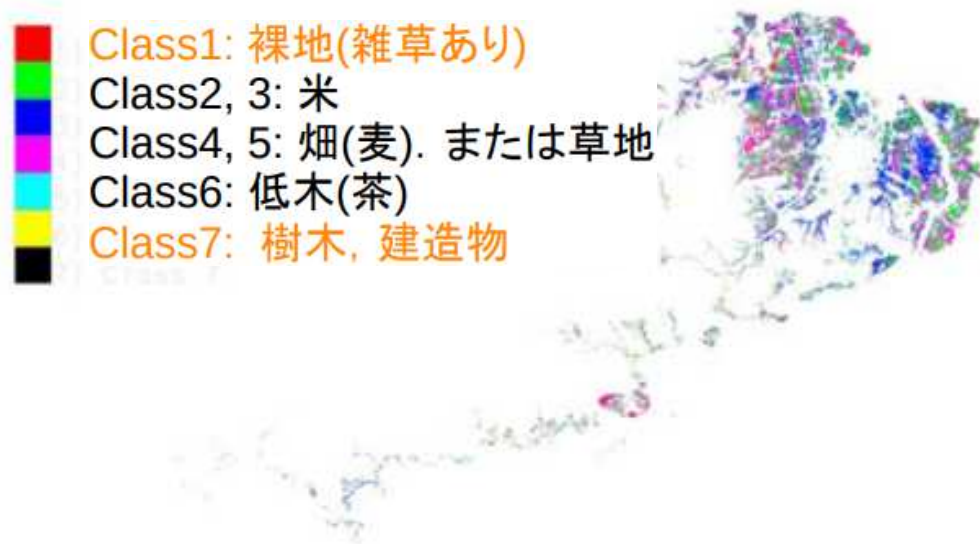 Class1: 裸地(雑草あり)
Class2, 3: 米
Class4, 5: 畑(麦). または草地
Class6: 低木(茶)
Class7: 樹木, 建造物